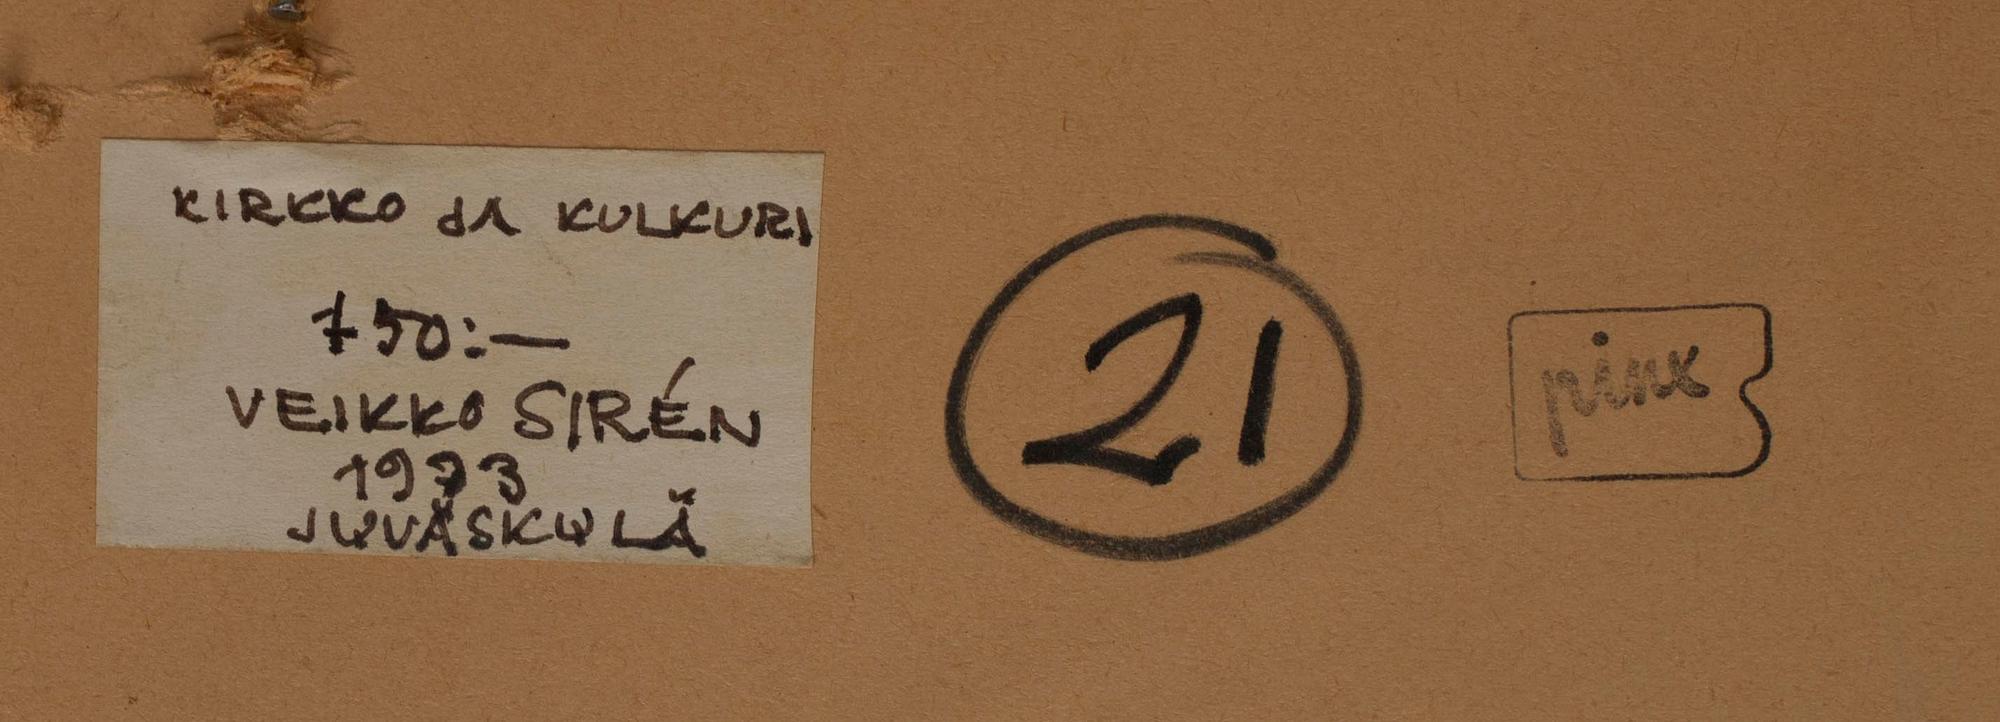 KIRKKO JA KULKURI
750:—
VEIKKO SIRÉN
1973
JYVÄSKYLÄ
21
pinx